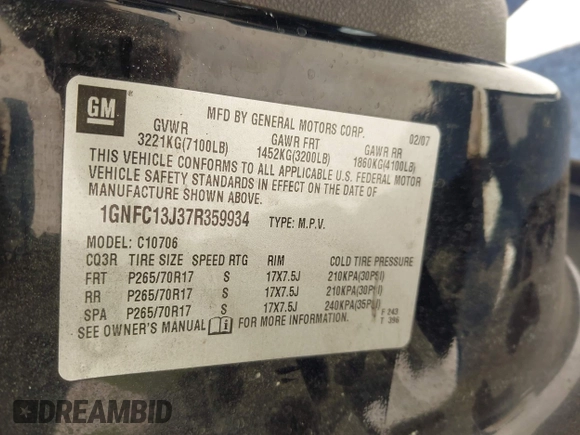 GM
MFD BY GENERAL MOTORS CORP. 02/07
GVWR GAWR FRT GAWR RR
3221KG(7100LB) 1452KG(3200LB) 1860KG(4100LB)
THIS VEHICLE CONFORMS TO ALL APPLICABLE U.S. FEDERAL MOTOR
VEHICLE SAFETY STANDARDS IN EFFECT ON THE DATE OF
MANUFACTURE SHOWN ABOVE.
1GNFC13J37R359934 TYPE: M.P.V.
MODEL: C10706
CQ3R TIRE SIZE SPEED RTG RIM COLD TIRE PRESSURE
FRT P265/70R17 S 17X7.5J 210KPA(30PSI)
RR P265/70R17 S 17X7.5J 210KPA(30PSI)
SPA P265/70R17 S 17X7.5J 240KPA(35PSI)
SEE OWNER'S MANUAL FOR MORE INFORMATION.
F 243
T 396
DREAMBID